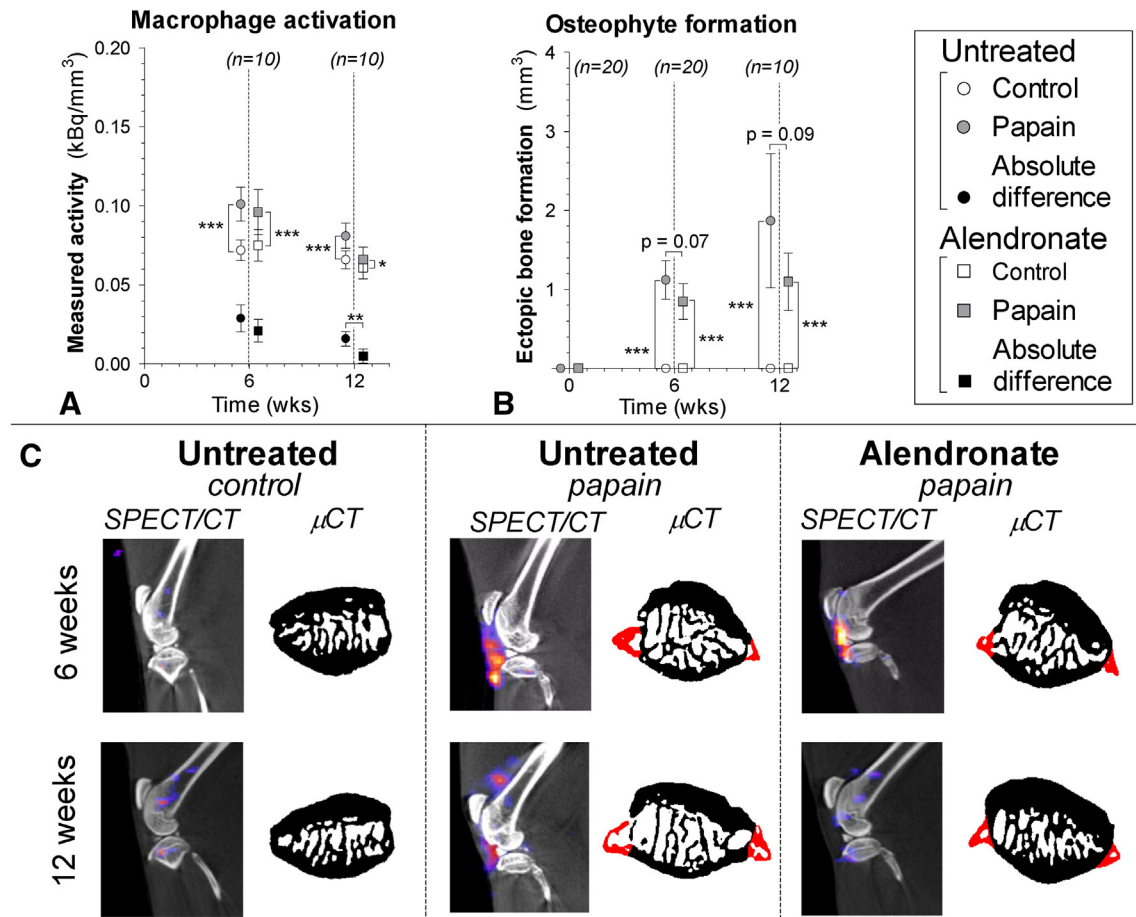 Macrophage activation
Measured activity (kBq/mm³)
0.20
0.15
0.10
0.05
0.00
(n=10)
(n=10)
***
***
***
*
**
0
6
12
Time (wks)
A
Osteophyte formation
Ectopic bone formation (mm³)
4
3
2
1
0
(n=20)
(n=20)
(n=10)
p = 0.09
p = 0.07
***
***
***
***
0
6
12
Time (wks)
B
Untreated
Control
Papain
Absolute
difference
Alendronate
Control
Papain
Absolute
difference
C
Untreated
control
SPECT/CT
μCT
Untreated
papain
SPECT/CT
μCT
Alendronate
papain
SPECT/CT
μCT
6 weeks
12 weeks